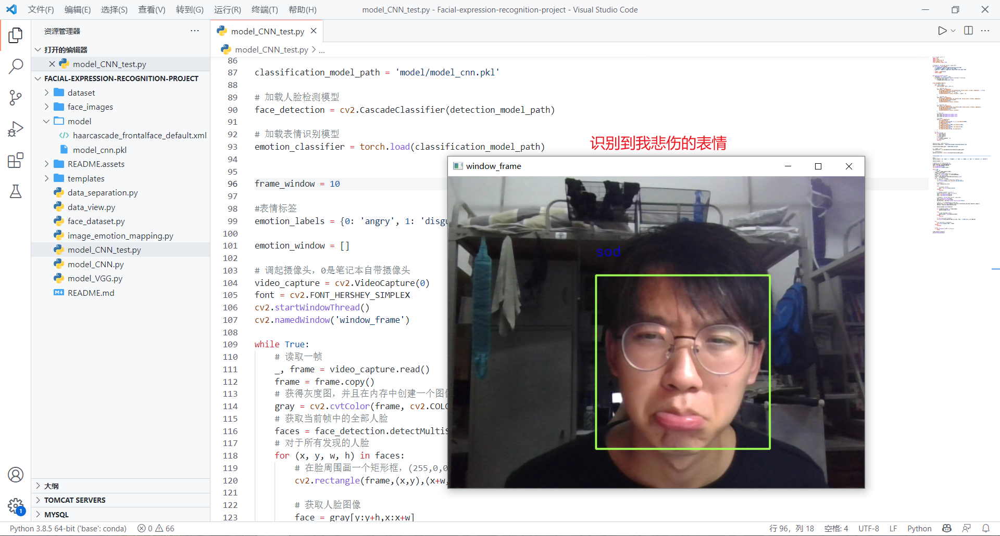 文件(F) 编辑(E) 选择(S) 查看(V) 转到(G) 运行(R) 终端(T) 帮助(H) model_CNN_test.py - Facial-expression-recognition-project - Visual Studio Code
资源管理器
打开的编辑器
model_CNN_test.py
FACIAL-EXPRESSION-RECOGNITION-PROJECT
dataset
face_images
model
haarcascade_frontalface_default.xml
model_cnn.pkl
README.assets
templates
data_separation.py
data_view.py
face_dataset.py
image_emotion_mapping.py
model_CNN_test.py
model_CNN.py
model_VGG.py
README.md
大纲
TOMCAT SERVERS
MYSQL
1
model_CNN_test.py
model_CNN_test.py > ...
86
87 classification_model_path = 'model/model_cnn.pkl'
88
89 # 加载人脸检测模型
90 face_detection = cv2.CascadeClassifier(detection_model_path)
91
92 # 加载表情识别模型
93 emotion_classifier = torch.load(classification_model_path)
94
95
96 frame_window = 10
97
98 #表情标签
99 emotion_labels = {0: 'angry', 1: 'disgu
100
101 emotion_window = []
102
103 # 调起摄像头，0是笔记本自带摄像头
104 video_capture = cv2.VideoCapture(0)
105 font = cv2.FONT_HERSHEY_SIMPLEX
106 cv2.startWindowThread()
107 cv2.namedWindow('window_frame')
108
109 while True:
110 # 读取一帧
111 _, frame = video_capture.read()
112 frame = frame.copy()
113 # 获得灰度图，并且在内存中创建一个图像
114 gray = cv2.cvtColor(frame, cv2.COLO
115 # 获取当前帧中的全部人脸
116 faces = face_detection.detectMultiS
117 # 对于所有发现的人脸
118 for (x, y, w, h) in faces:
119 # 在脸周围画一个矩形框，(255,0,0
120 cv2.rectangle(frame,(x,y),(x+w,
121
122 # 获取人脸图像
123 face = gray[y:y+h,x:x+w]
识别到我悲伤的表情
window_frame
sad
Python 3.8.5 64-bit ('base': conda) 0 66 行 96，列 18 空格: 4 UTF-8 LF Python